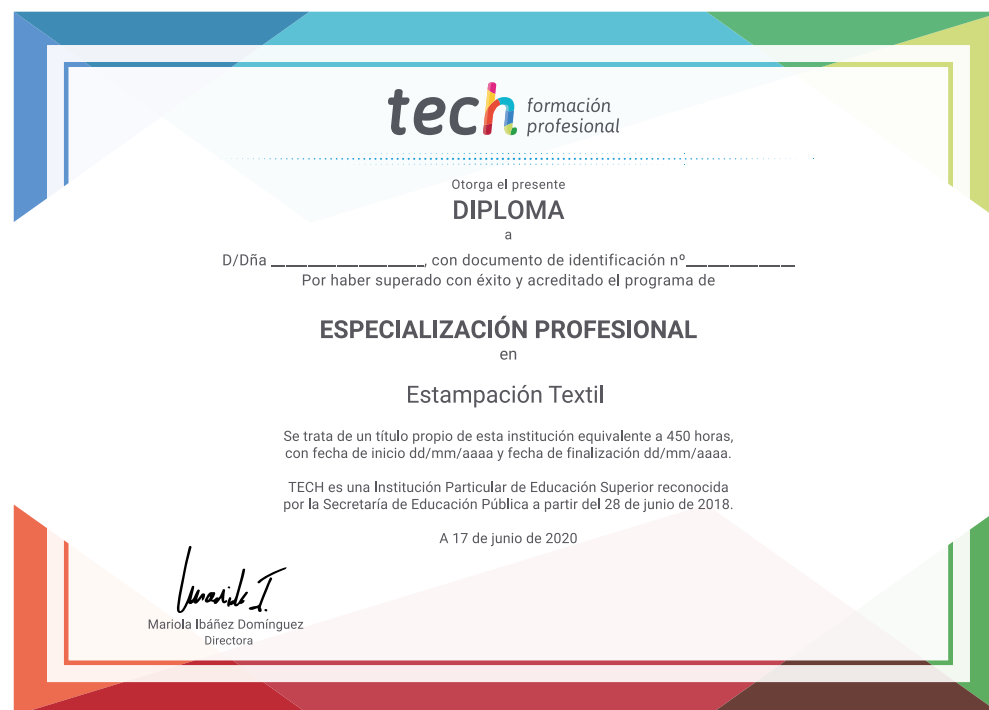 tech formación
profesional
Otorga el presente
DIPLOMA
a
D/Dña ____________________, con documento de identificación nº______________
Por haber superado con éxito y acreditado el programa de
ESPECIALIZACIÓN PROFESIONAL
en
Estampación Textil
Se trata de un título propio de esta institución equivalente a 450 horas,
con fecha de inicio dd/mm/aaaa y fecha de finalización dd/mm/aaaa.
TECH es una Institución Particular de Educación Superior reconocida
por la Secretaría de Educación Pública a partir del 28 de junio de 2018.
A 17 de junio de 2020
Mariola Ibáñez Domínguez
Directora